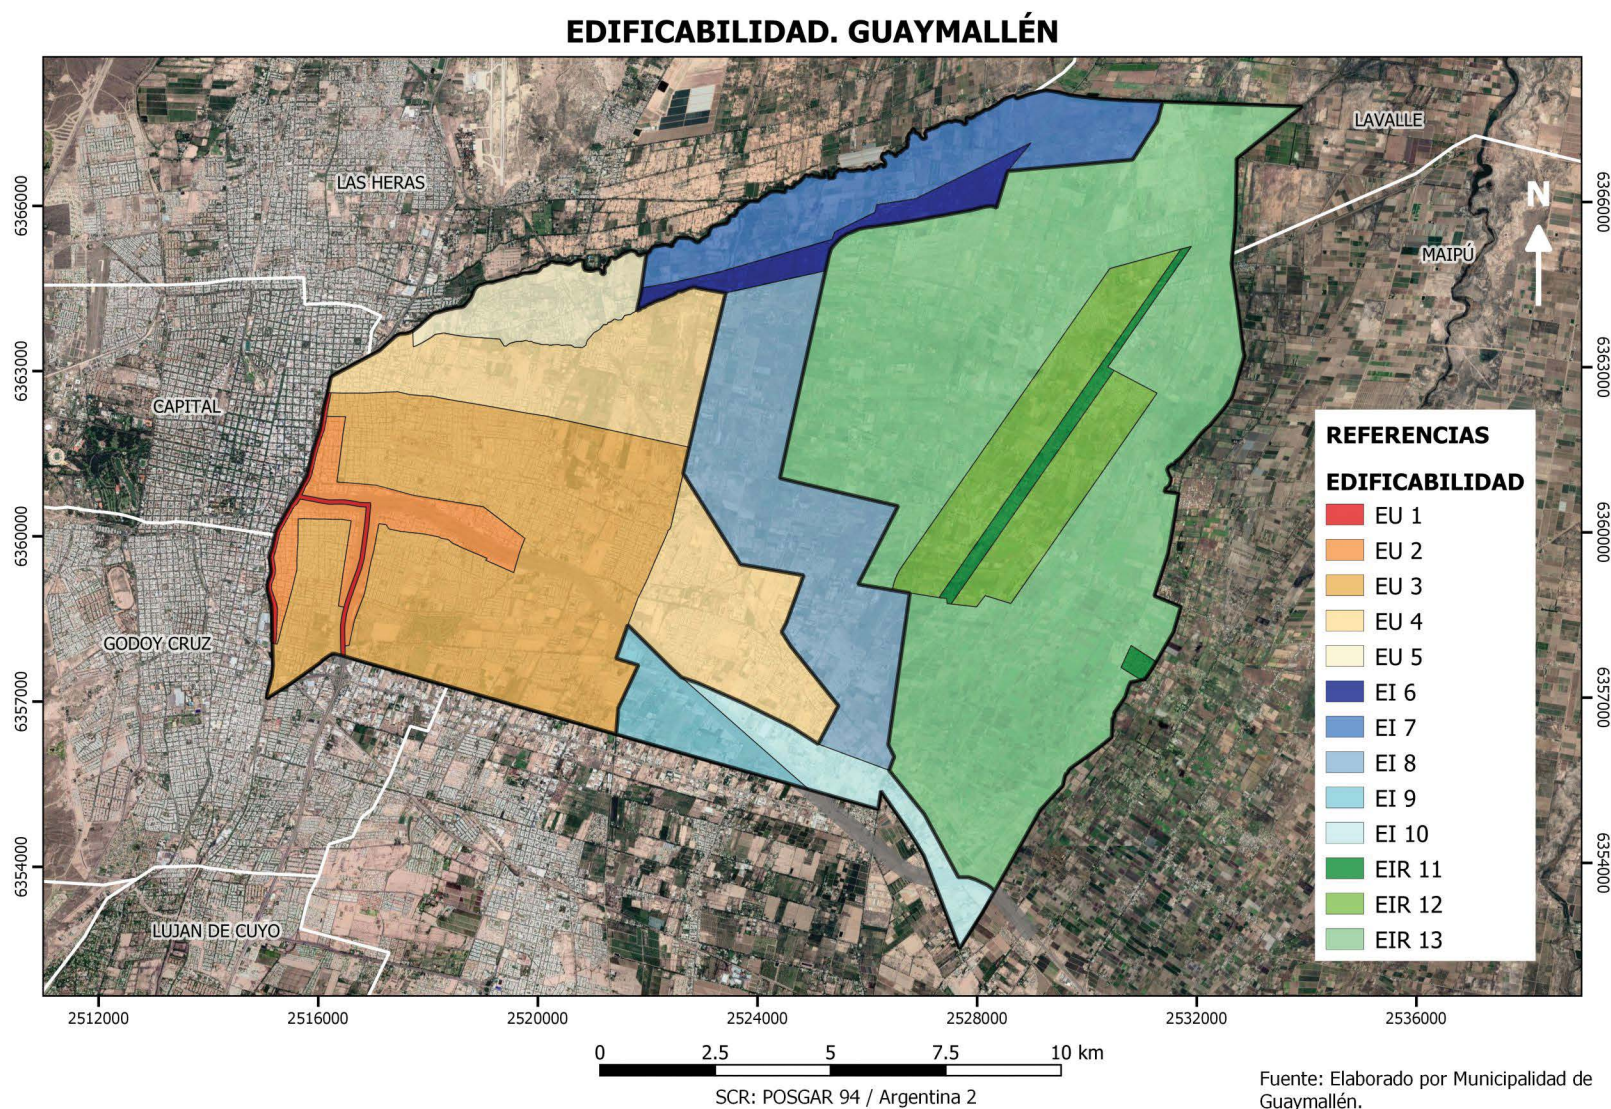 EDIFICABILIDAD. GUAYMALLÉN
LAVALLE
LAS HERAS
N
MAIPÚ
CAPITAL
GODOY CRUZ
LUJAN DE CUYO
6366000
6363000
6360000
6357000
6354000
6366000
6363000
6360000
6357000
6354000
REFERENCIAS
EDIFICABILIDAD
EU 1
EU 2
EU 3
EU 4
EU 5
EI 6
EI 7
EI 8
EI 9
EI 10
EIR 11
EIR 12
EIR 13
2512000
2516000
2520000
2524000
2528000
2532000
2536000
0 2.5 5 7.5 10 km
SCR: POSGAR 94 / Argentina 2
Fuente: Elaborado por Municipalidad de
Guaymallén.